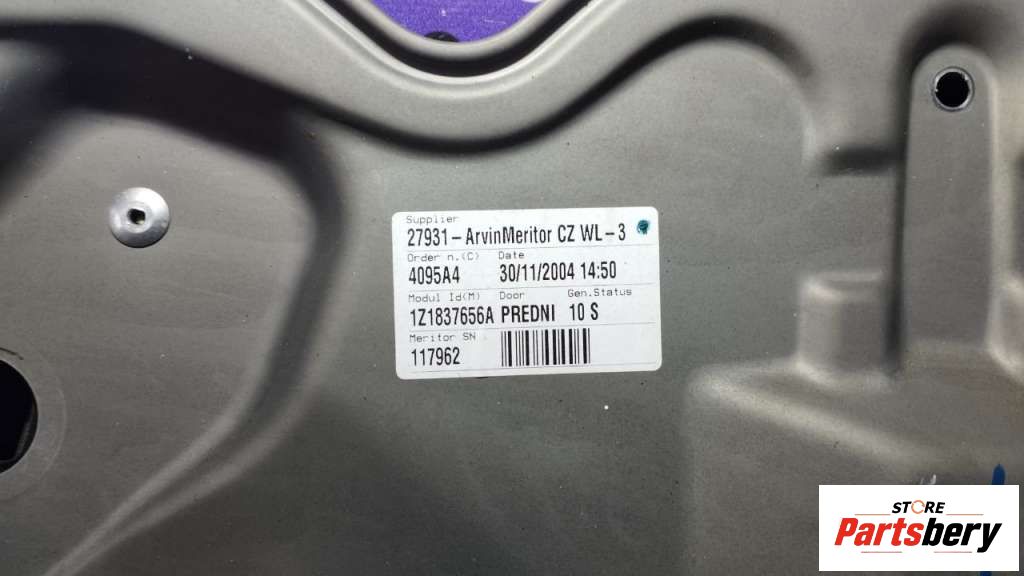 Supplier
27931-ArvinMeritor CZ WL-3
Order n.(C) Date
4095A4 30/11/2004 14:50
Modul Id(M) Door Gen.Status
1Z1837656A PREDNI 10 S
Meritor SN
117962
STORE
Partsbery